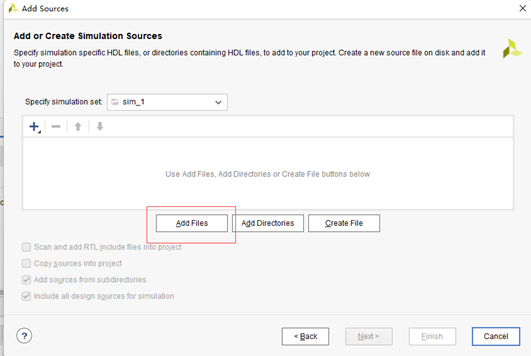 Add Sources
Add or Create Simulation Sources
Specify simulation specific HDL files, or directories containing HDL files, to add to your project. Create a new source file on disk and add it
to your project.
Specify simulation set: sim_1
Use Add Files, Add Directories or Create File buttons below
Add Files Add Directories Create File
Scan and add RTL include files into project
Copy sources into project
Add sources from subdirectories
Include all design sources for simulation
? < Back Next > Finish Cancel